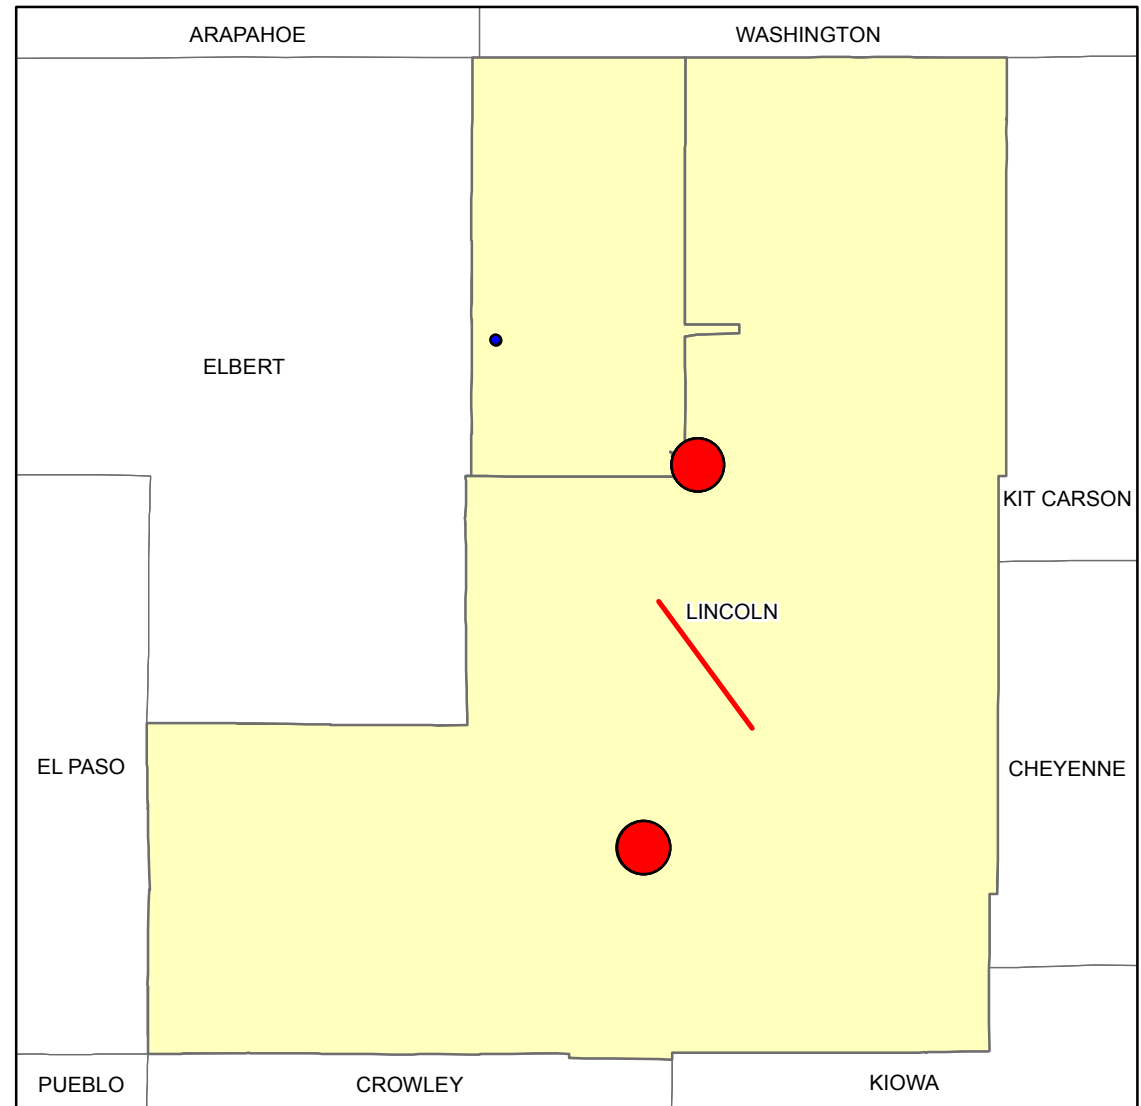 ARAPAHOE
WASHINGTON
ELBERT
KIT CARSON
LINCOLN
EL PASO
CHEYENNE
PUEBLO
CROWLEY
KIOWA